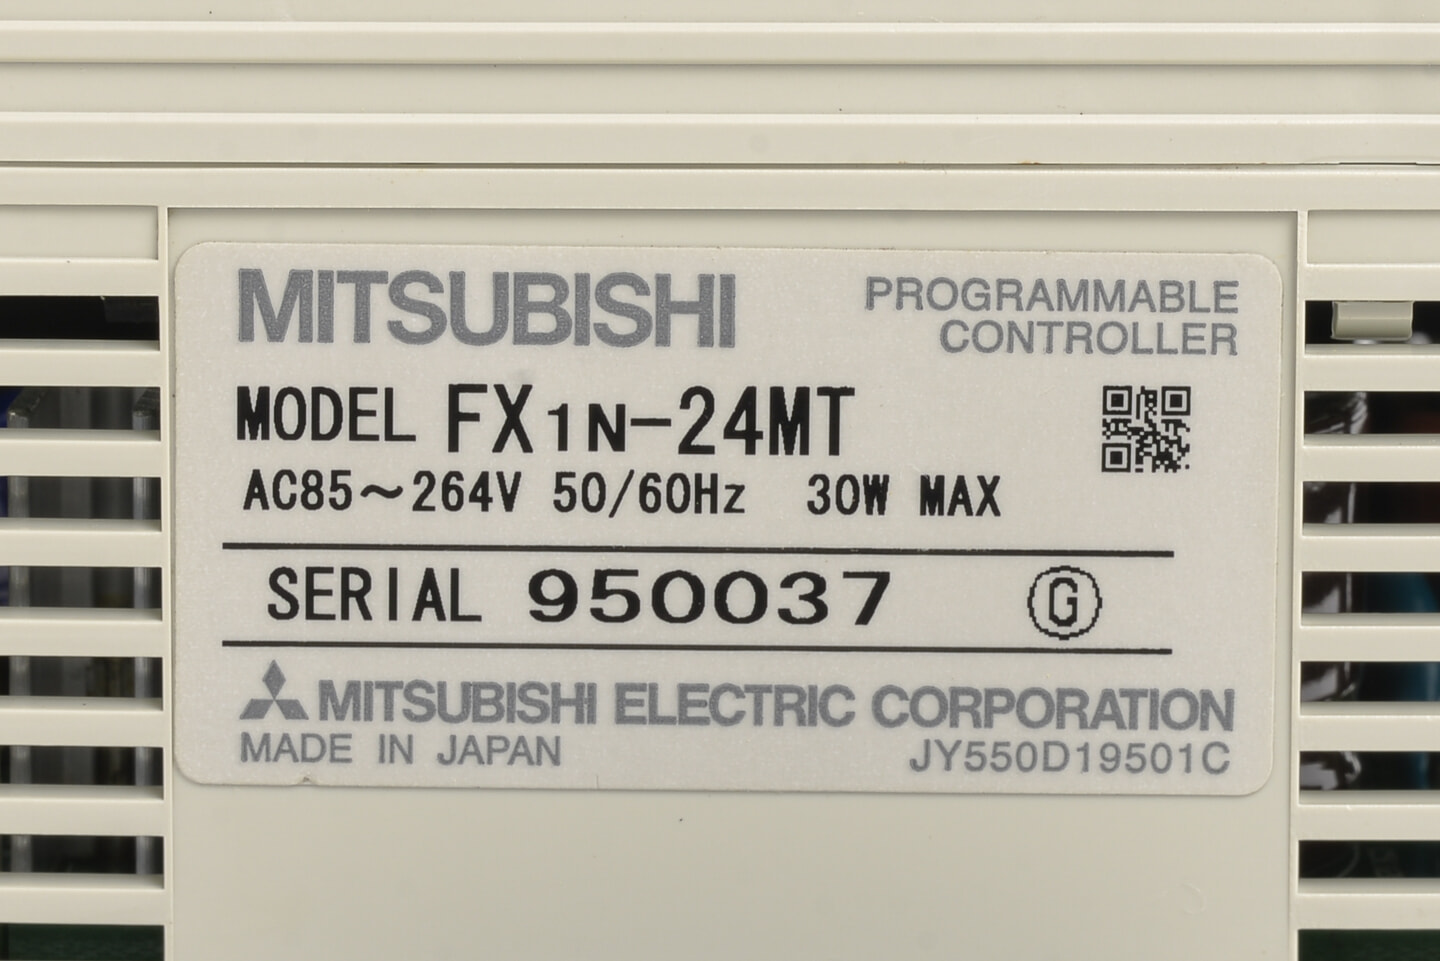 MITSUBISHI
PROGRAMMABLE
CONTROLLER
MODEL FX1N-24MT
AC85～264V 50/60Hz 30W MAX
SERIAL 950037 G
MITSUBISHI ELECTRIC CORPORATION
MADE IN JAPAN JY550D19501C